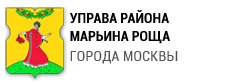 УПРАВА РАЙОНА
МАРЬИНА РОЩА
ГОРОДА МОСКВЫ